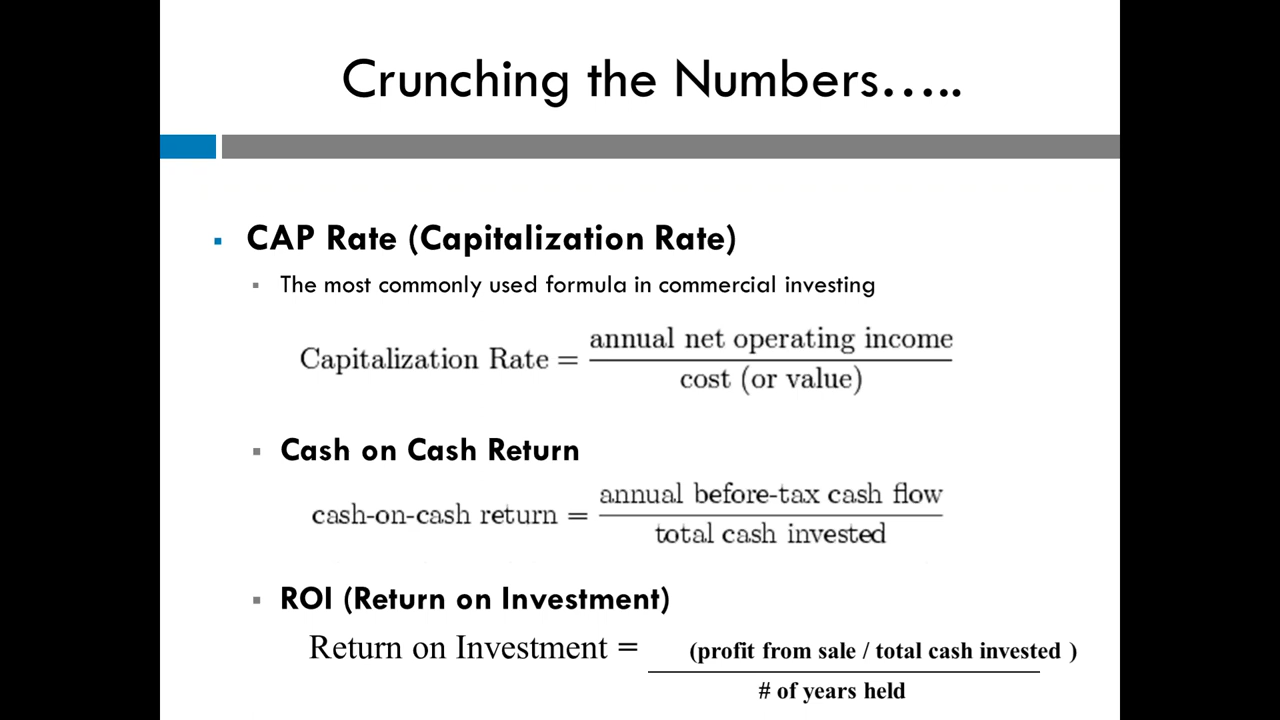 Crunching the Numbers…..
CAP Rate (Capitalization Rate)
The most commonly used formula in commercial investing
Capitalization Rate = annual net operating income
cost (or value)
Cash on Cash Return
cash-on-cash return = annual before-tax cash flow
total cash invested
ROI (Return on Investment)
Return on Investment = (profit from sale / total cash invested )
# of years held